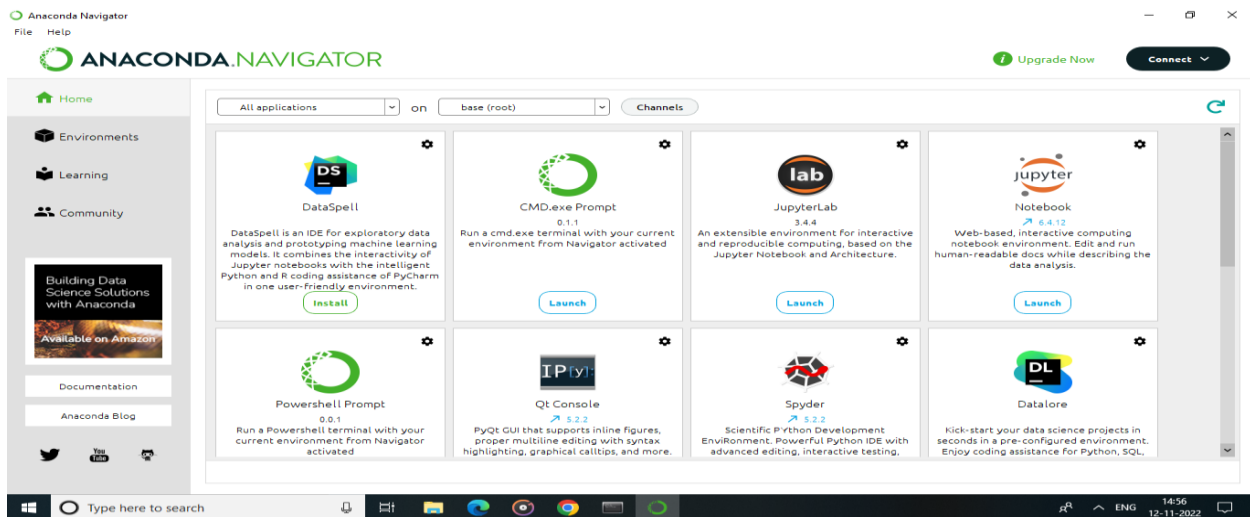 Anaconda Navigator
File Help
ANACONDA.NAVIGATOR
Upgrade Now
Connect
Home
Environments
Learning
Community
Building Data
Science Solutions
with Anaconda
Available on Amazon
Documentation
Anaconda Blog
You
Tube
All applications on base (root) Channels
DS
DataSpell
DataSpell is an IDE for exploratory data
analysis and prototyping machine learning
models. It combines the interactivity of
Jupyter notebooks with the intelligent
Python and R coding assistance of PyCharm
in one user-friendly environment.
Install
CMD.exe Prompt
0.1.1
Run a cmd.exe terminal with your current
environment from Navigator activated
Launch
lab
JupyterLab
3.4.4
An extensible environment for interactive
and reproducible computing, based on the
Jupyter Notebook and Architecture.
Launch
jupyter
Notebook
6.4.12
Web-based, interactive computing
notebook environment. Edit and run
human-readable docs while describing the
data analysis.
Launch
Powershell Prompt
0.0.1
Run a Powershell terminal with your
current environment from Navigator
activated
IP[y]:
Qt Console
5.2.2
PyQt GUI that supports inline figures,
proper multiline editing with syntax
highlighting, graphical calltips, and more.
Spyder
5.2.2
Scientific PYthon Development
EnviRonment. Powerful Python IDE with
advanced editing, interactive testing,
DL
Datalore
Kick-start your data science projects in
seconds in a pre-configured environment.
Enjoy coding assistance for Python, SQL,
Type here to search
ENG
14:56
12-11-2022